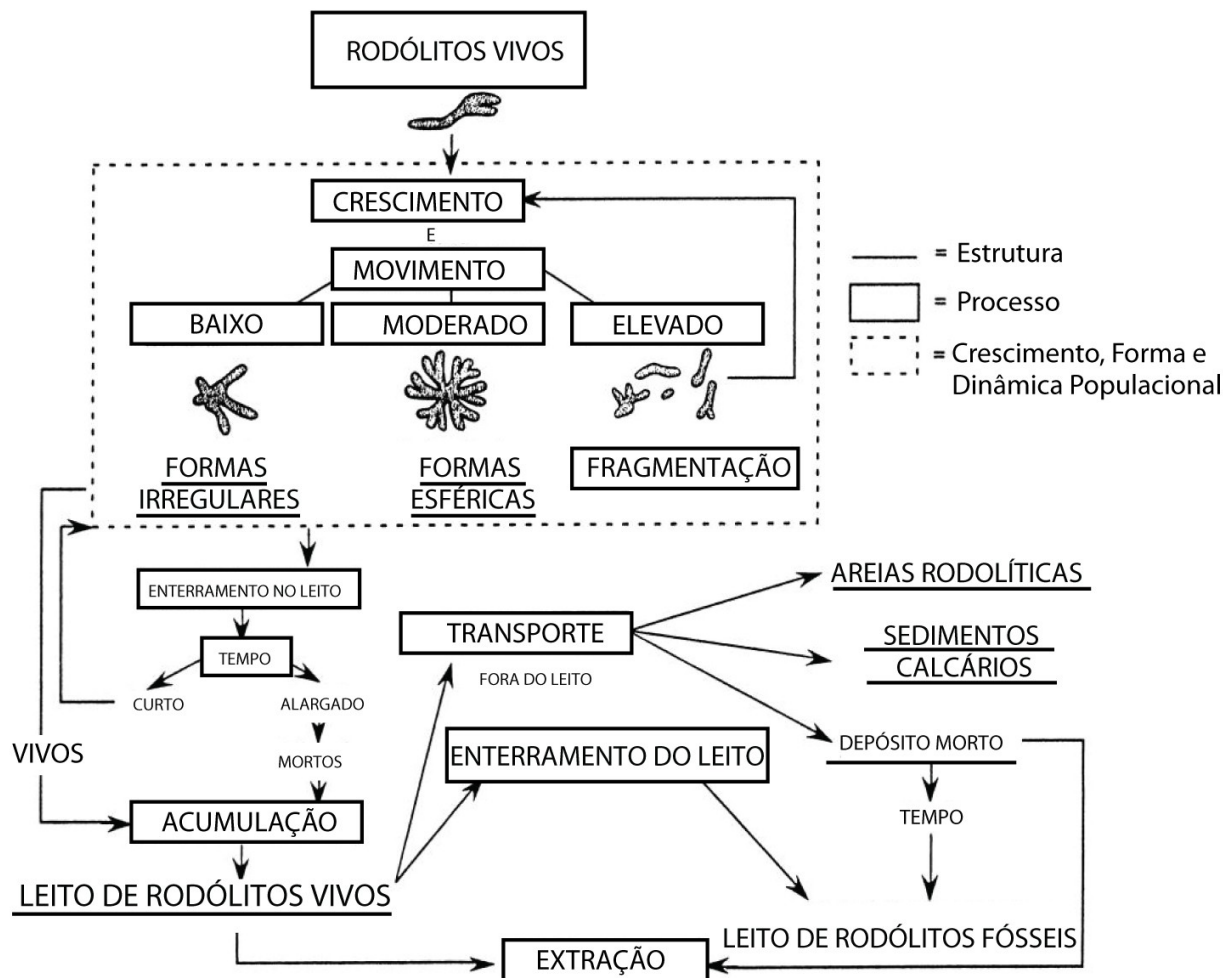 RODÓLITOS VIVOS
CRESCIMENTO
E
MOVIMENTO
BAIXO
MODERADO
ELEVADO
FORMAS
IRREGULARES
FORMAS
ESFÉRICAS
FRAGMENTAÇÃO
= Estrutura
= Processo
= Crescimento, Forma e
Dinâmica Populacional
ENTERRAMENTO NO LEITO
TEMPO
CURTO
ALARGADO
MORTOS
VIVOS
ACUMULAÇÃO
LEITO DE RODÓLITOS VIVOS
TRANSPORTE
FORA DO LEITO
ENTERRAMENTO DO LEITO
AREIAS RODOLÍTICAS
SEDIMENTOS
CALCÁRIOS
DEPÓSITO MORTO
TEMPO
LEITO DE RODÓLITOS FÓSSEIS
EXTRAÇÃO